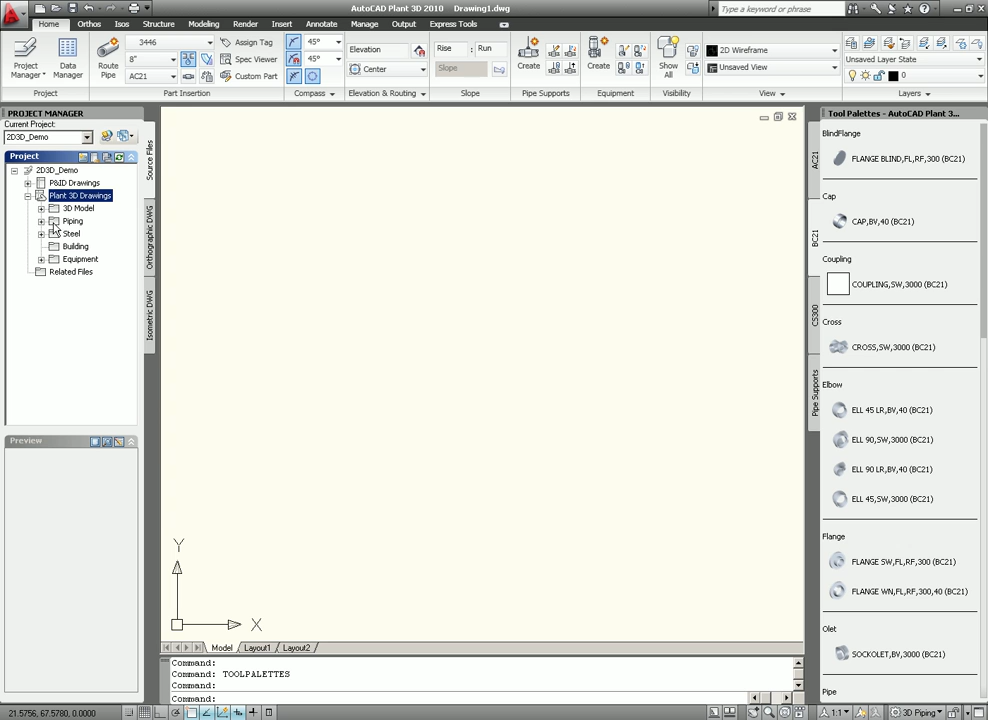 AutoCAD Plant 3D 2010 Drawing1.dwg
Type a keyword or phrase
Home Orthos Isos Structure Modeling Render Insert Annotate Manage Output Express Tools
Project Manager
Data Manager
Project
Route Pipe
3446
8"
AC21
Assign Tag
Spec Viewer
Custom Part
Part Insertion
45°
45°
Compass
Elevation
Center
Elevation & Routing
Rise : Run
Slope
Slope
Create
Pipe Supports
Create
Equipment
Show All
Visibility
2D Wireframe
Unsaved View
View
Unsaved Layer State
0
Layers
PROJECT MANAGER
Current Project:
2D3D_Demo
Project
2D3D_Demo
P&ID Drawings
Plant 3D Drawings
3D Model
Piping
Steel
Building
Equipment
Related Files
Source Files
Orthographic DWG
Isometric DWG
Preview
Y
X
Model Layout1 Layout2
Command:
Command: TOOLPALETTES
Command:
Command:
Tool Palettes - AutoCAD Plant 3...
AC21
BC21
CS300
Pipe Supports
BlindFlange
FLANGE BLIND,FL,RF,300 (BC21)
Cap
CAP,BV,40 (BC21)
Coupling
COUPLING,SW,3000 (BC21)
Cross
CROSS,SW,3000 (BC21)
Elbow
ELL 45 LR,BV,40 (BC21)
ELL 90,SW,3000 (BC21)
ELL 90 LR,BV,40 (BC21)
ELL 45,SW,3000 (BC21)
Flange
FLANGE SW,FL,RF,300 (BC21)
FLANGE WN,FL,RF,300,40 (BC21)
Olet
SOCKOLET,BV,3000 (BC21)
Pipe
21.5756, 67.5780, 0.0000
1:1
3D Piping